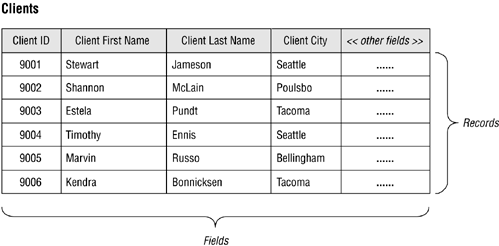 Clients
Client ID Client First Name Client Last Name Client City << other fields >>
9001 Stewart Jameson Seattle ......
9002 Shannon McLain Poulsbo ......
9003 Estela Pundt Tacoma ......
9004 Timothy Ennis Seattle ......
9005 Marvin Russo Bellingham ......
9006 Kendra Bonnicksen Tacoma ......
Records
Fields